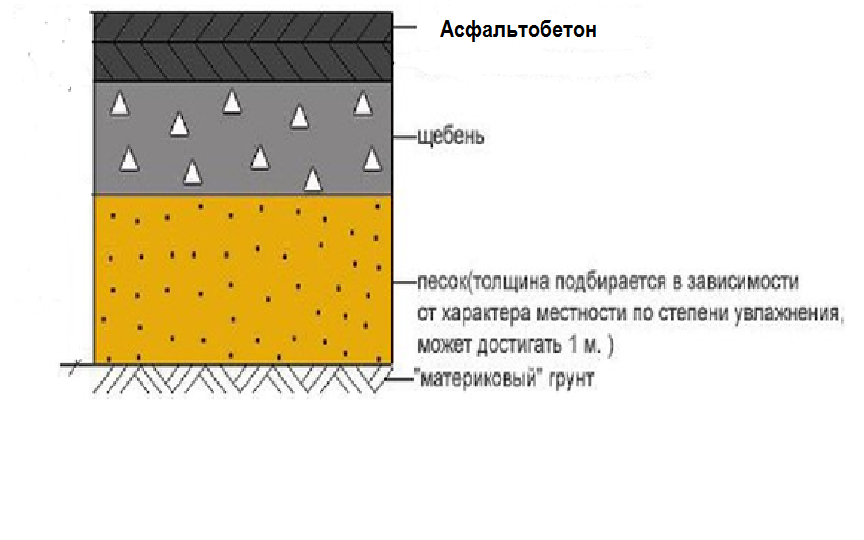 Асфальтобетон
щебень
песок(толщина подбирается в зависимости
от характера местности по степени увлажнения,
может достигать 1 м. )
"материковый" грунт